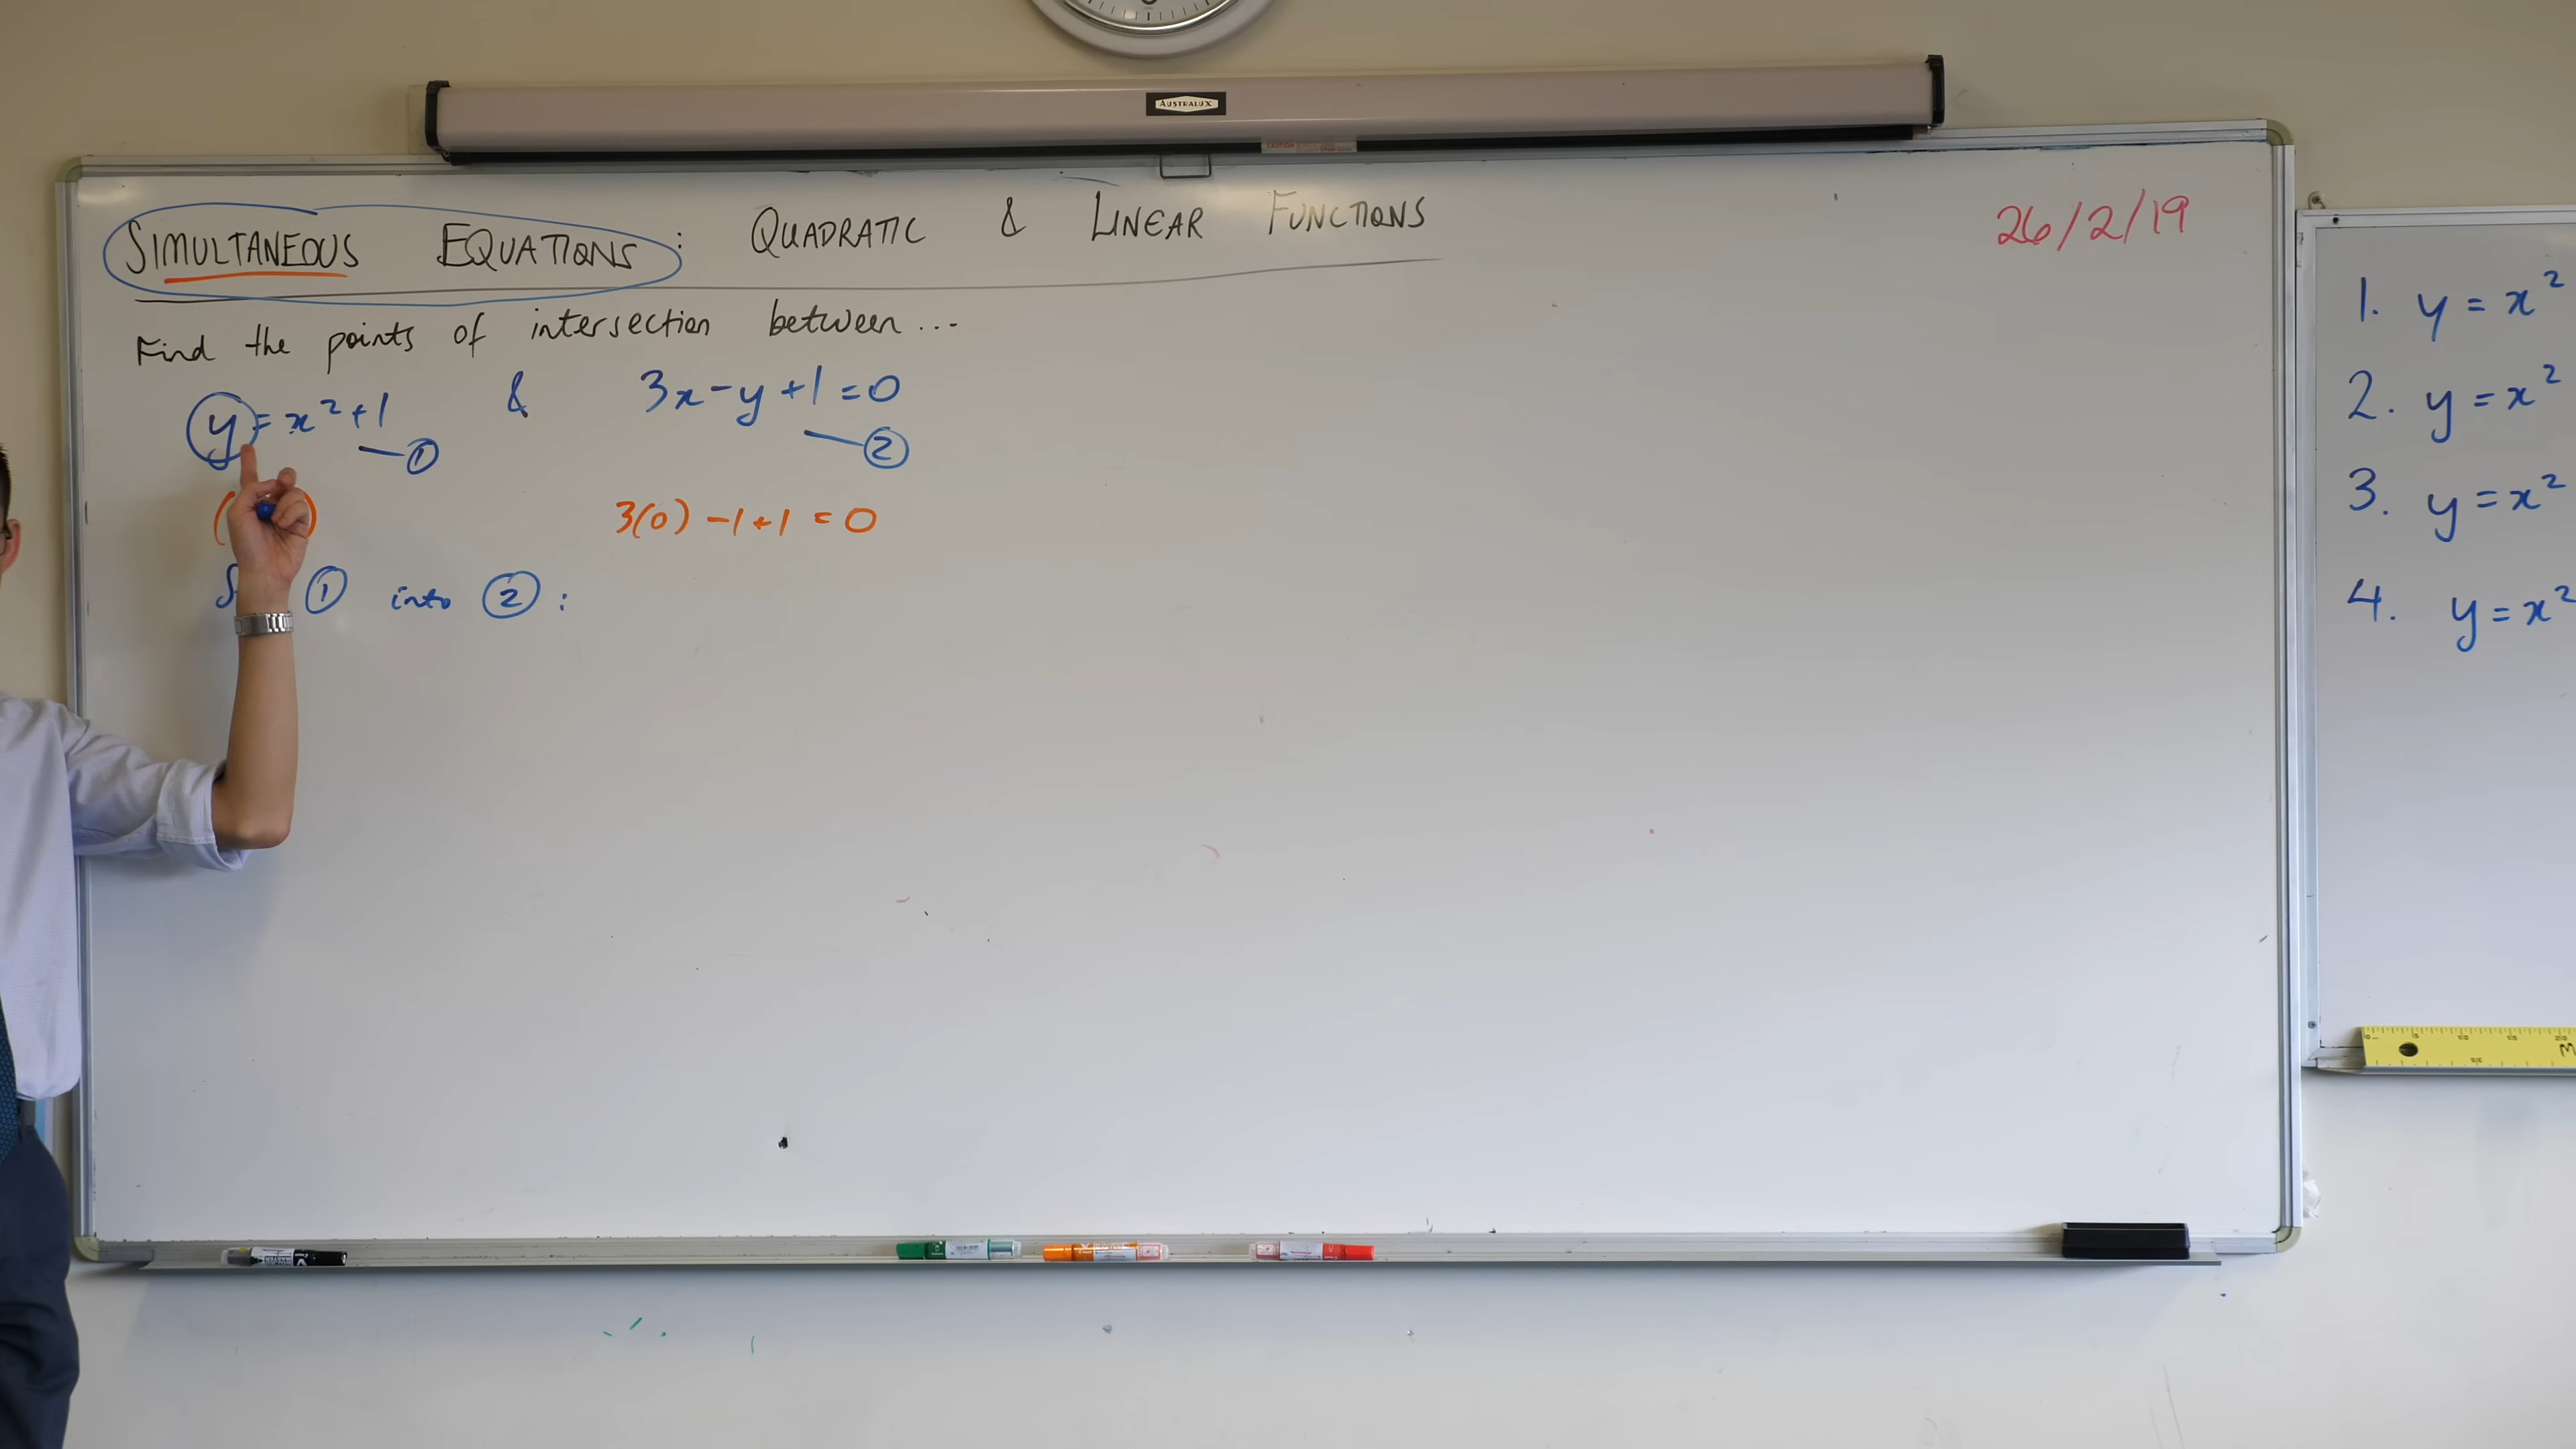 AUSTRALUX
CAUTION
SIMULTANEOUS EQUATIONS : QUADRATIC & LINEAR FUNCTIONS
26/2/19
Find the points of intersection between...
y = x² + 1 & 3x - y + 1 = 0
— ① — ②
( ) 3(0) - 1 + 1 = 0
① into ② :
1. y = x²
2. y = x²
3. y = x²
4. y = x²